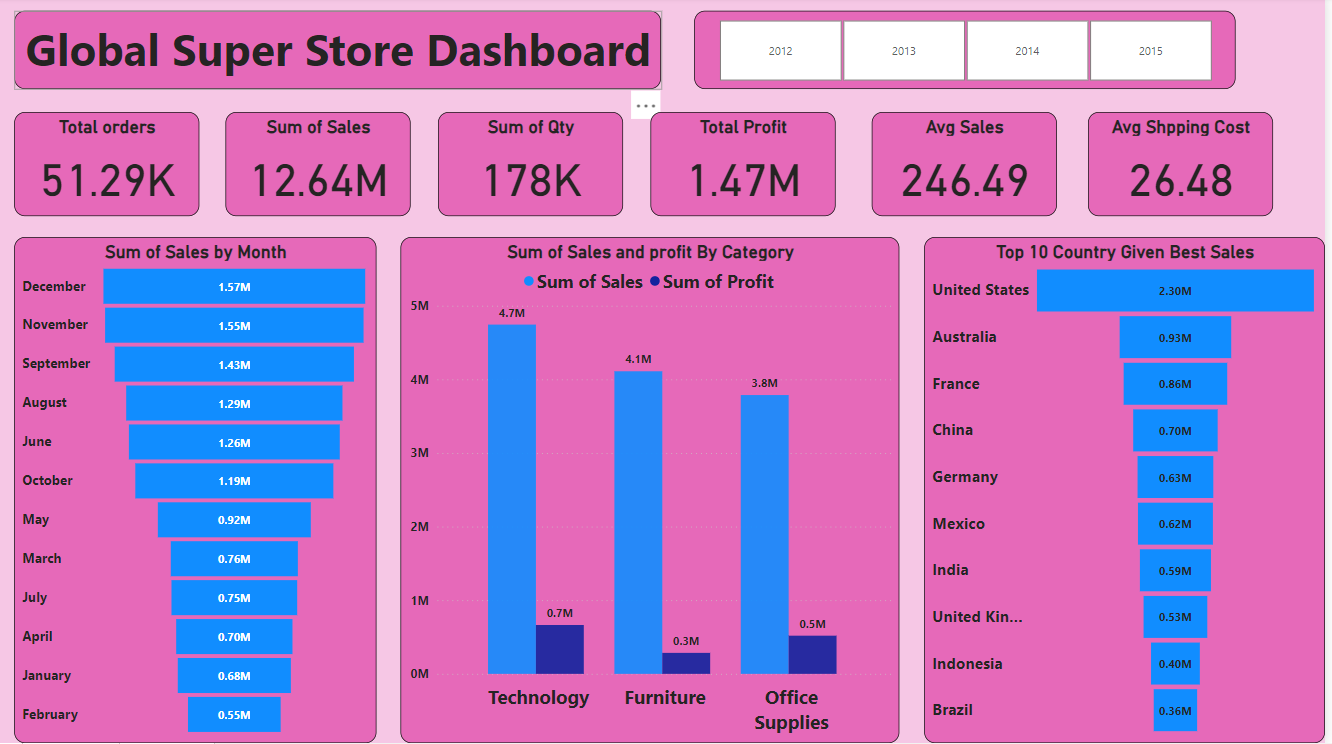 Global Super Store Dashboard
2012
2013
2014
2015
Total orders
51.29K
Sum of Sales
12.64M
Sum of Qty
178K
Total Profit
1.47M
Avg Sales
246.49
Avg Shpping Cost
26.48
Sum of Sales by Month
December 1.57M
November 1.55M
September 1.43M
August 1.29M
June 1.26M
October 1.19M
May 0.92M
March 0.76M
July 0.75M
April 0.70M
January 0.68M
February 0.55M
Sum of Sales and profit By Category
Sum of Sales Sum of Profit
5M
4M
3M
2M
1M
0M
4.7M
0.7M
4.1M
0.3M
3.8M
0.5M
Technology
Furniture
Office
Supplies
Top 10 Country Given Best Sales
United States 2.30M
Australia 0.93M
France 0.86M
China 0.70M
Germany 0.63M
Mexico 0.62M
India 0.59M
United Kin... 0.53M
Indonesia 0.40M
Brazil 0.36M